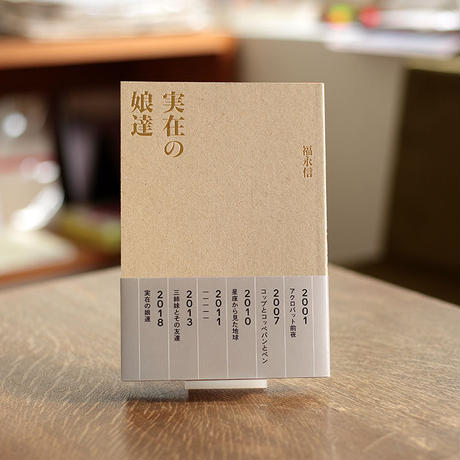 実在の
娘達
福永信
2001
アクロバット前夜
2007
コップとコッペパンとペン
2010
星座から見た地球
2011
一一一一一
2013
三姉妹とその友達
2018
実在の娘達